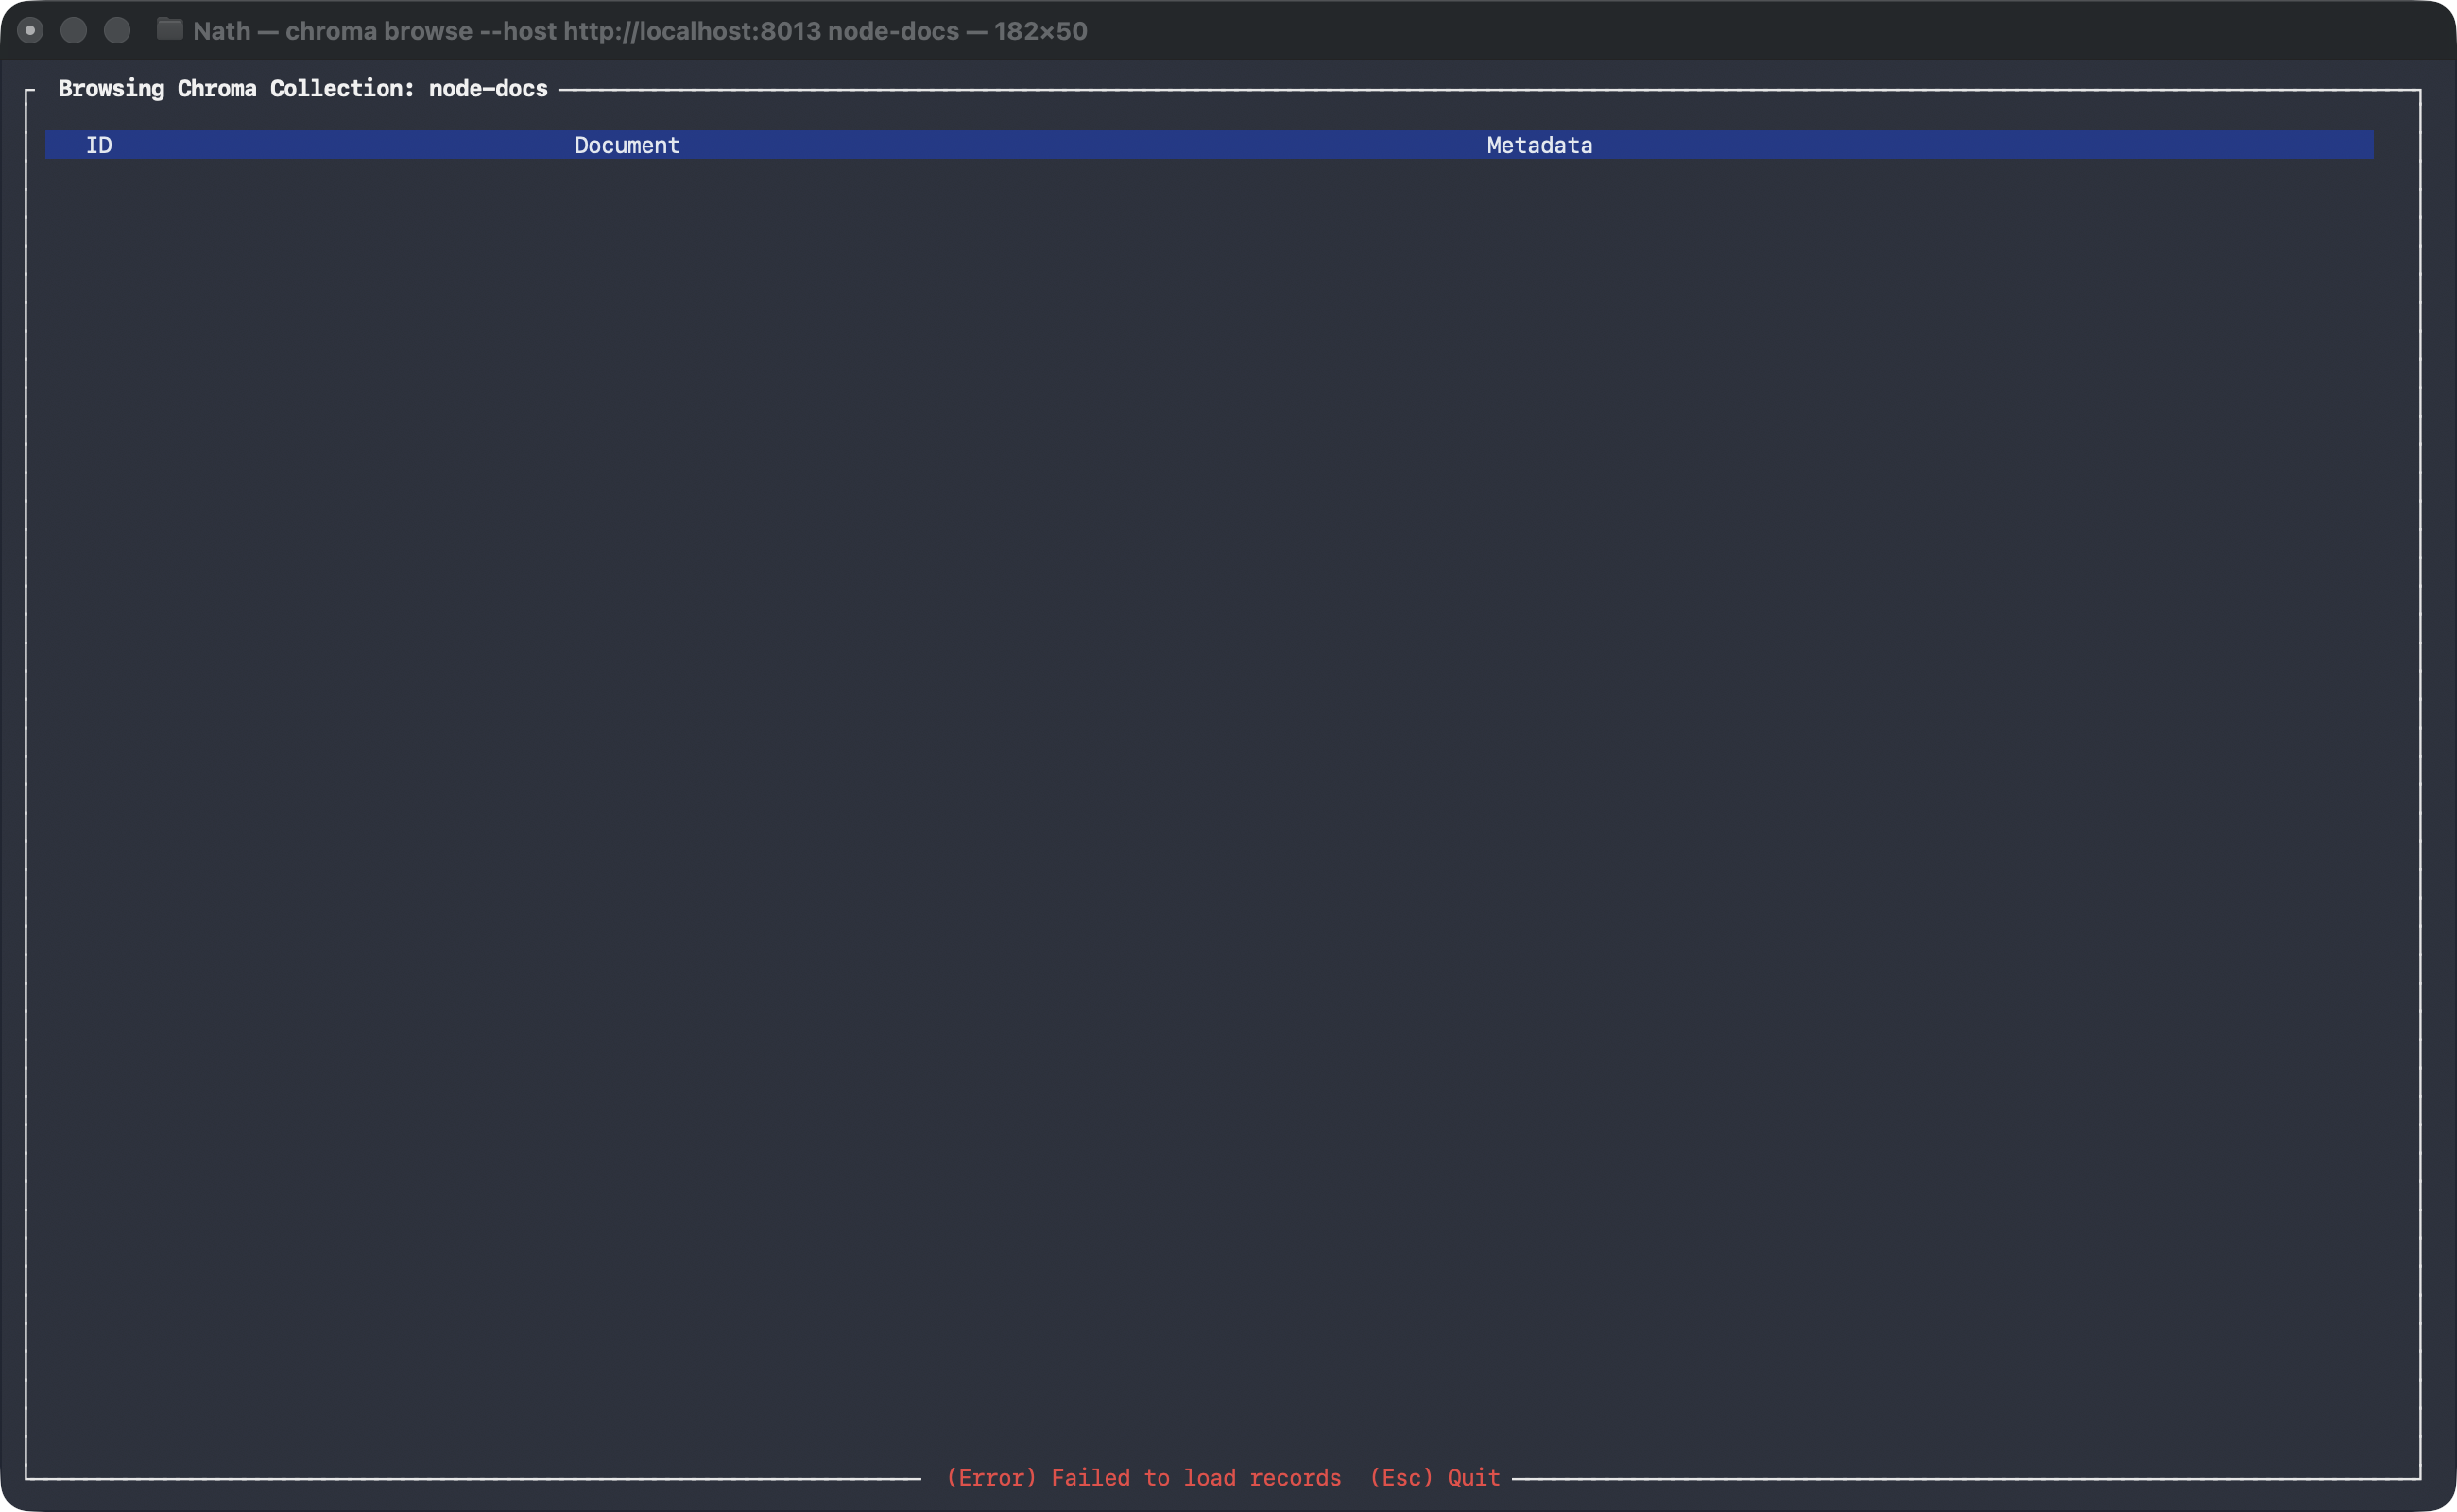 Nath — chroma browse --host http://localhost:8013 node-docs — 182×50
Browsing Chroma Collection: node-docs
ID Document Metadata
(Error) Failed to load records (Esc) Quit